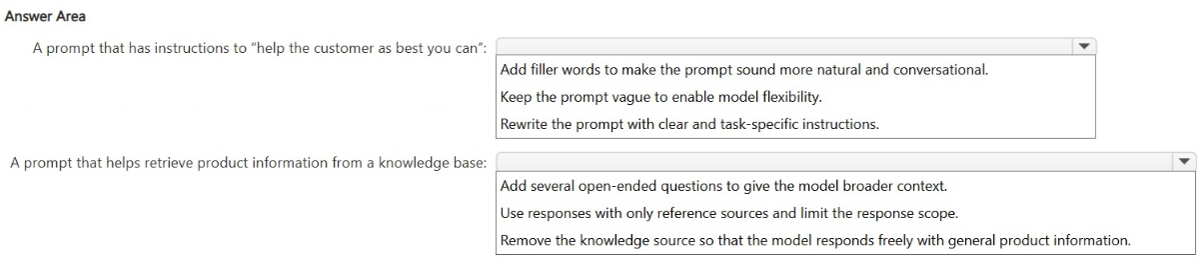 Answer Area
A prompt that has instructions to "help the customer as best you can":
Add filler words to make the prompt sound more natural and conversational.
Keep the prompt vague to enable model flexibility.
Rewrite the prompt with clear and task-specific instructions.
A prompt that helps retrieve product information from a knowledge base:
Add several open-ended questions to give the model broader context.
Use responses with only reference sources and limit the response scope.
Remove the knowledge source so that the model responds freely with general product information.